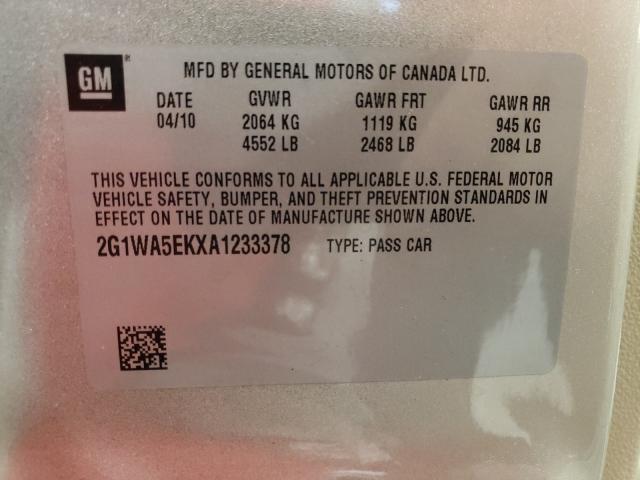 GM
MFD BY GENERAL MOTORS OF CANADA LTD.
DATE GVWR GAWR FRT GAWR RR
04/10 2064 KG 1119 KG 945 KG
4552 LB 2468 LB 2084 LB
THIS VEHICLE CONFORMS TO ALL APPLICABLE U.S. FEDERAL MOTOR
VEHICLE SAFETY, BUMPER, AND THEFT PREVENTION STANDARDS IN
EFFECT ON THE DATE OF MANUFACTURE SHOWN ABOVE.
2G1WA5EKXA1233378 TYPE: PASS CAR